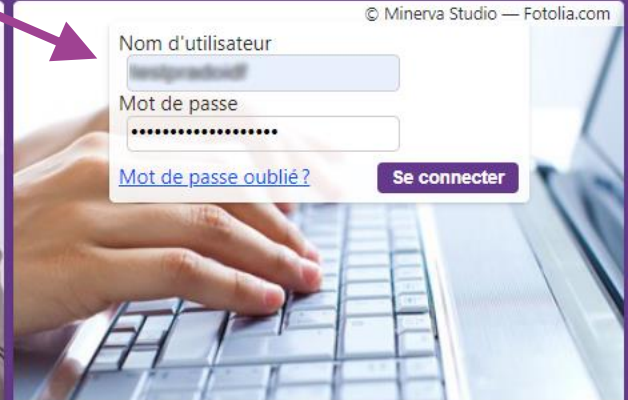 © Minerva Studio — Fotolia.com
Nom d'utilisateur
Mot de passe
•••••••••••••••••••
Mot de passe oublié ?
Se connecter